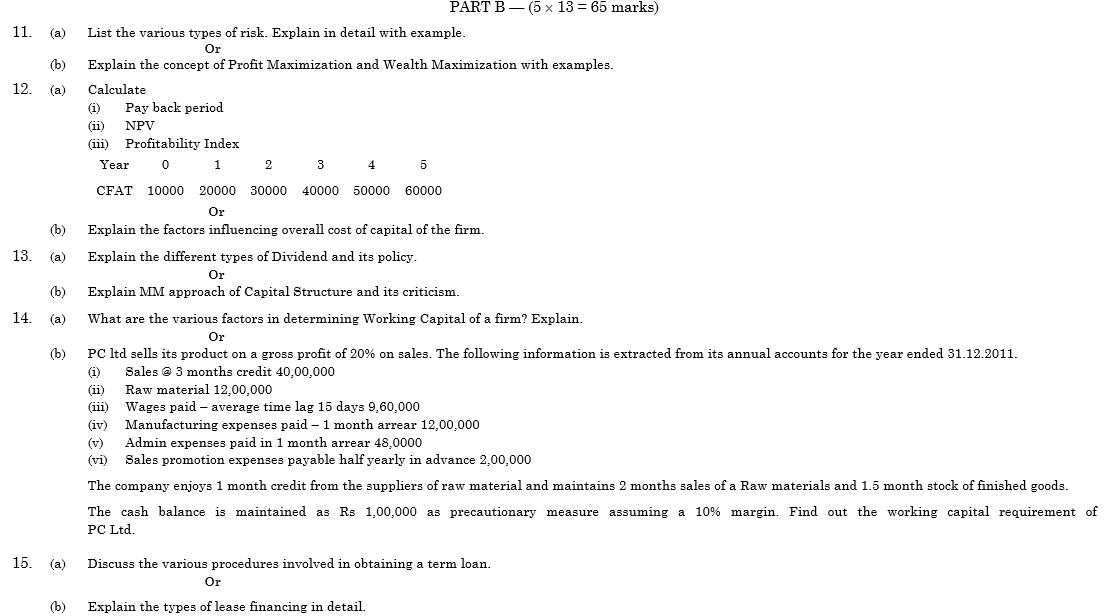 PART B — (5 × 13 = 65 marks)
11. (a) List the various types of risk. Explain in detail with example.
Or
(b) Explain the concept of Profit Maximization and Wealth Maximization with examples.
12. (a) Calculate
(i) Pay back period
(ii) NPV
(iii) Profitability Index
Year 0 1 2 3 4 5
CFAT 10000 20000 30000 40000 50000 60000
Or
(b) Explain the factors influencing overall cost of capital of the firm.
13. (a) Explain the different types of Dividend and its policy.
Or
(b) Explain MM approach of Capital Structure and its criticism.
14. (a) What are the various factors in determining Working Capital of a firm? Explain.
Or
(b) PC ltd sells its product on a gross profit of 20% on sales. The following information is extracted from its annual accounts for the year ended 31.12.2011.
(i) Sales @ 3 months credit 40,00,000
(ii) Raw material 12,00,000
(iii) Wages paid – average time lag 15 days 9,60,000
(iv) Manufacturing expenses paid – 1 month arrear 12,00,000
(v) Admin expenses paid in 1 month arrear 48,0000
(vi) Sales promotion expenses payable half yearly in advance 2,00,000
The company enjoys 1 month credit from the suppliers of raw material and maintains 2 months sales of a Raw materials and 1.5 month stock of finished goods.
The cash balance is maintained as Rs 1,00,000 as precautionary measure assuming a 10% margin. Find out the working capital requirement of
PC Ltd.
15. (a) Discuss the various procedures involved in obtaining a term loan.
Or
(b) Explain the types of lease financing in detail.